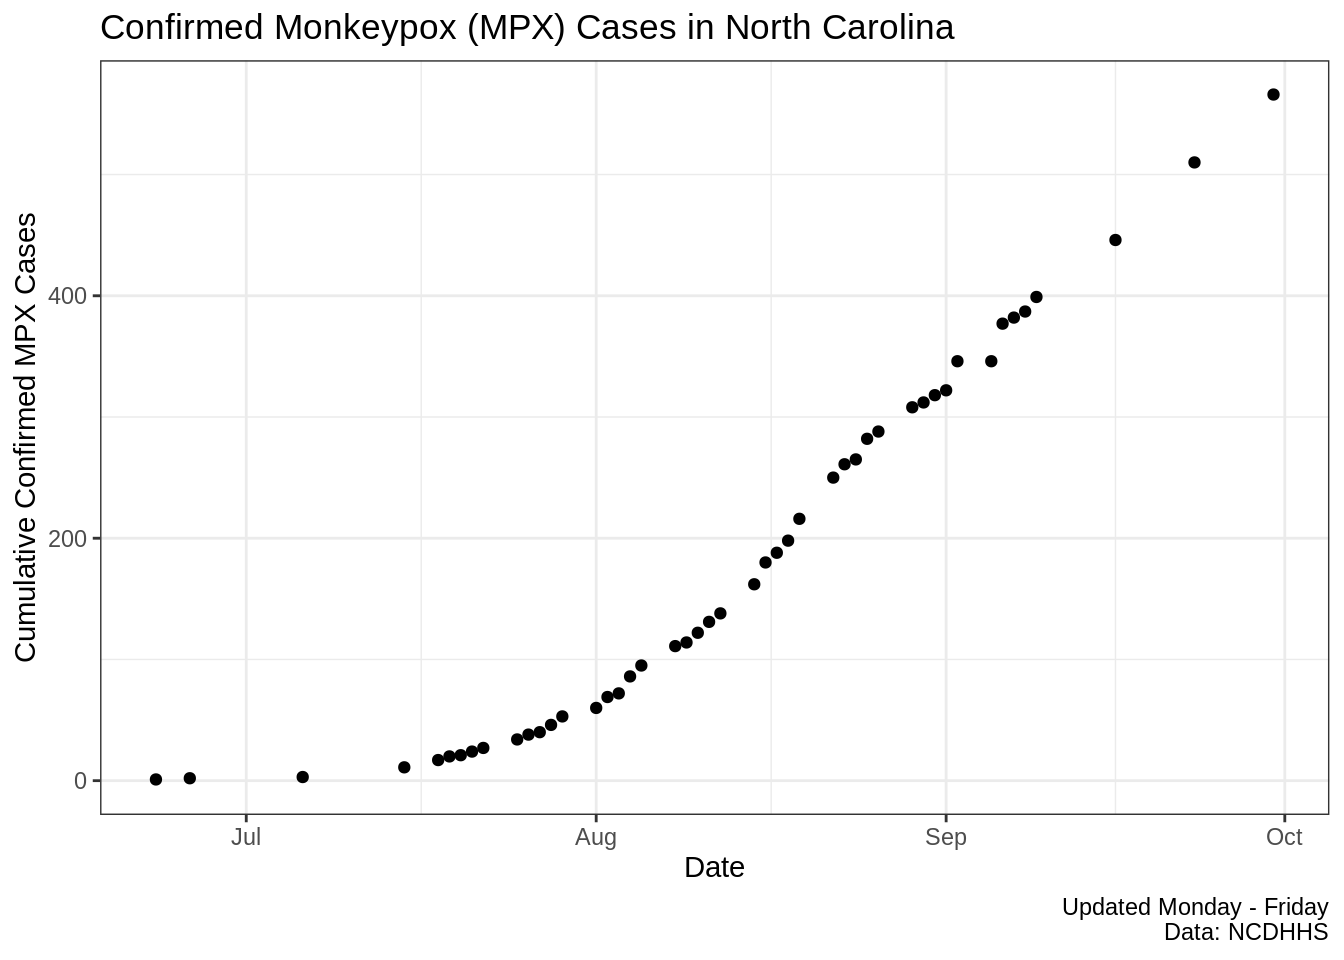 Confirmed Monkeypox (MPX) Cases in North Carolina
Cumulative Confirmed MPX Cases
400
200
0
Jul Aug Sep Oct
Date
Updated Monday - Friday
Data: NCDHHS